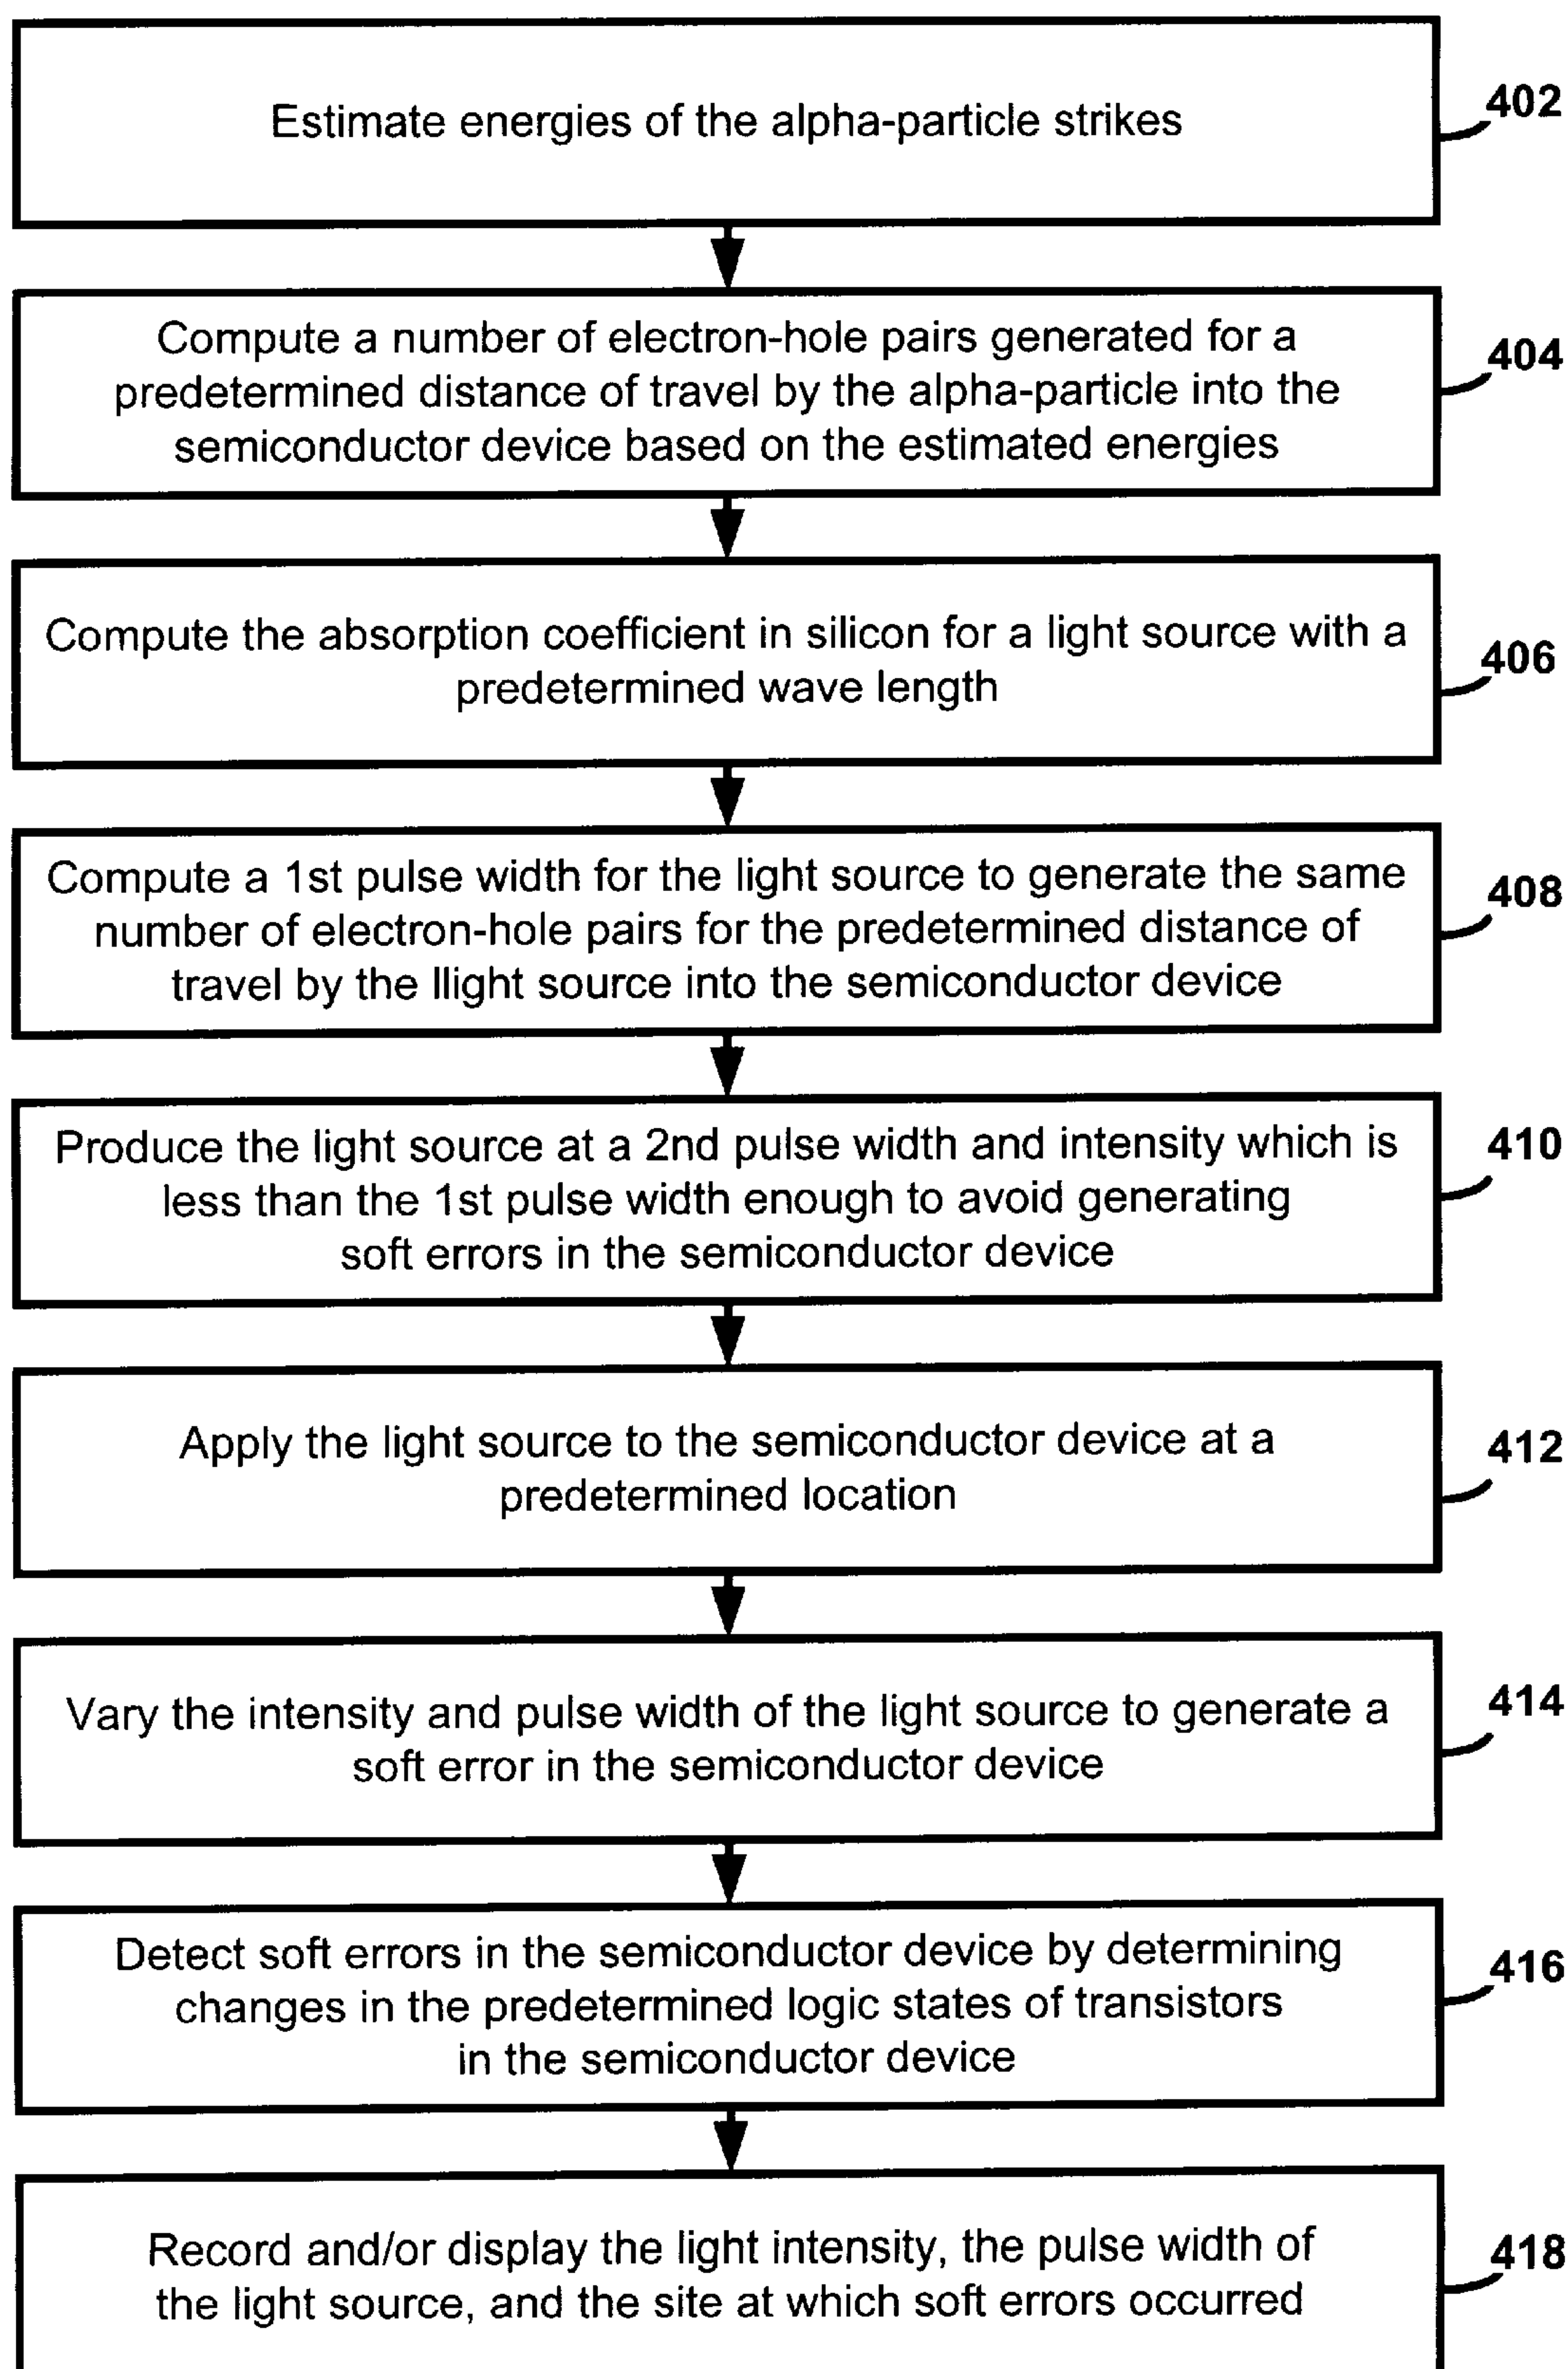 Estimate energies of the alpha-particle strikes
402
Compute a number of electron-hole pairs generated for a
predetermined distance of travel by the alpha-particle into the
semiconductor device based on the estimated energies
404
Compute the absorption coefficient in silicon for a light source with a
predetermined wave length
406
Compute a 1st pulse width for the light source to generate the same
number of electron-hole pairs for the predetermined distance of
travel by the llight source into the semiconductor device
408
Produce the light source at a 2nd pulse width and intensity which is
less than the 1st pulse width enough to avoid generating
soft errors in the semiconductor device
410
Apply the light source to the semiconductor device at a
predetermined location
412
Vary the intensity and pulse width of the light source to generate a
soft error in the semiconductor device
414
Detect soft errors in the semiconductor device by determining
changes in the predetermined logic states of transistors
in the semiconductor device
416
Record and/or display the light intensity, the pulse width of
the light source, and the site at which soft errors occurred
418